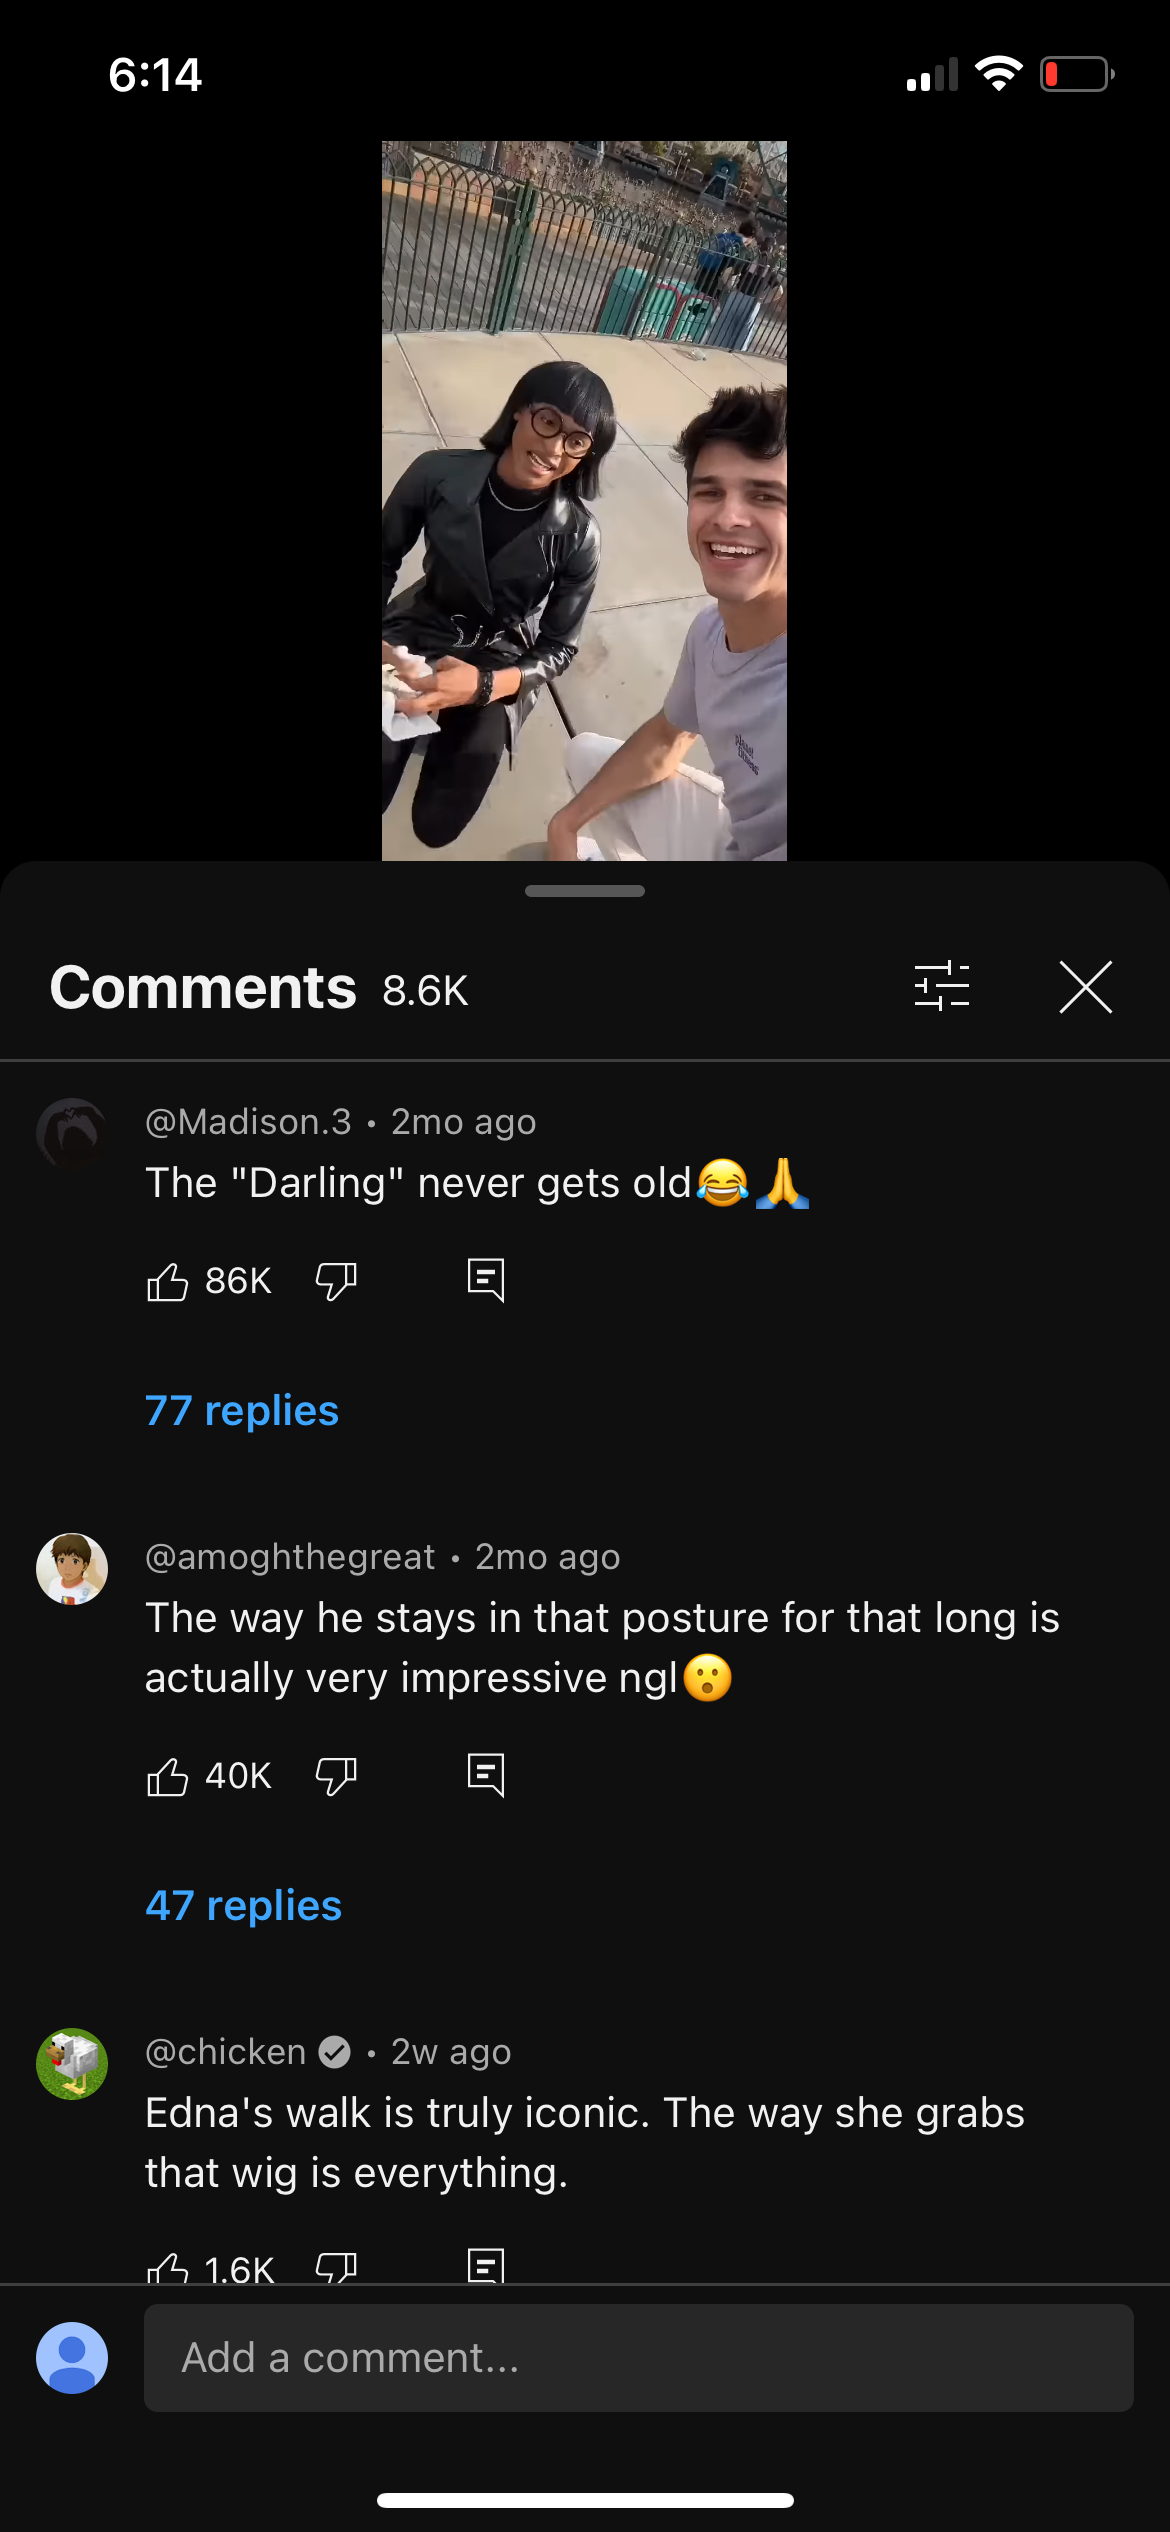 6:14
Comments 8.6K
@Madison.3 • 2mo ago
The "Darling" never gets old😂🙏
86K
77 replies
@amoghthegreat • 2mo ago
The way he stays in that posture for that long is
actually very impressive ngl😮
40K
47 replies
@chicken • 2w ago
Edna's walk is truly iconic. The way she grabs
that wig is everything.
1.6K
Add a comment...